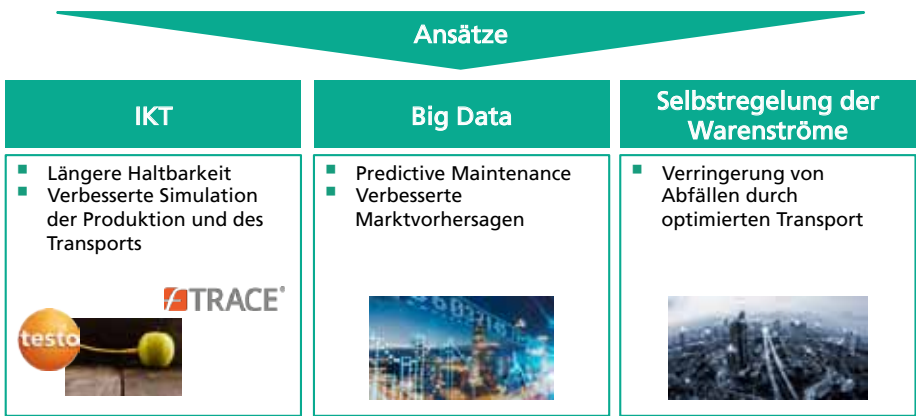 Ansätze
IKT
Längere Haltbarkeit
Verbesserte Simulation
der Produktion und des
Transports
fTRACE®
testo
Big Data
Predictive Maintenance
Verbesserte
Marktvorhersagen
Selbstregelung der
Warenströme
Verringerung von
Abfällen durch
optimierten Transport